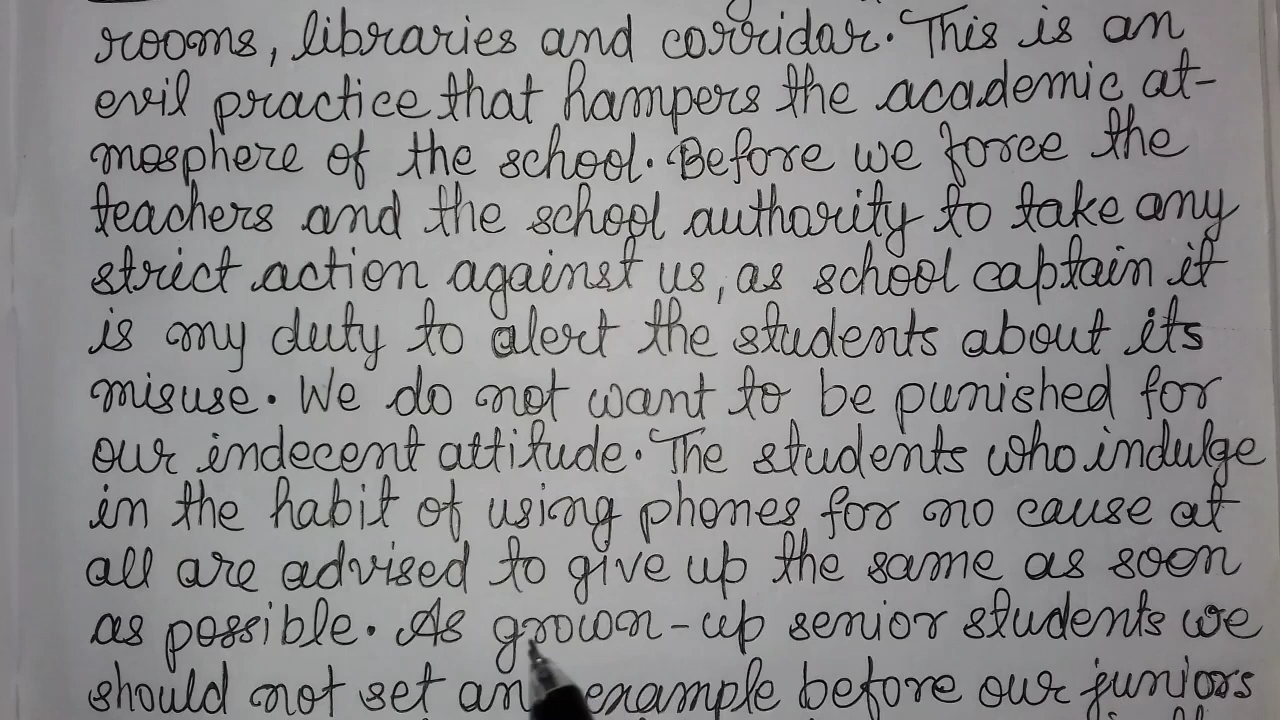 rooms, libraries and corridar. This is an
evil practice that hampers the academic at-
mosphere of the school. Before we force the
teachers and the school authority to take any
strict action against us, as school captain it
is my duty to alert the students about its
misuse. We do not want to be punished for
our indecent attitude. The students who indulge
in the habit of using phones for no cause at
all are advised to give up the same as soon
as possible. As grown-up senior students we
should not set an example before our juniors